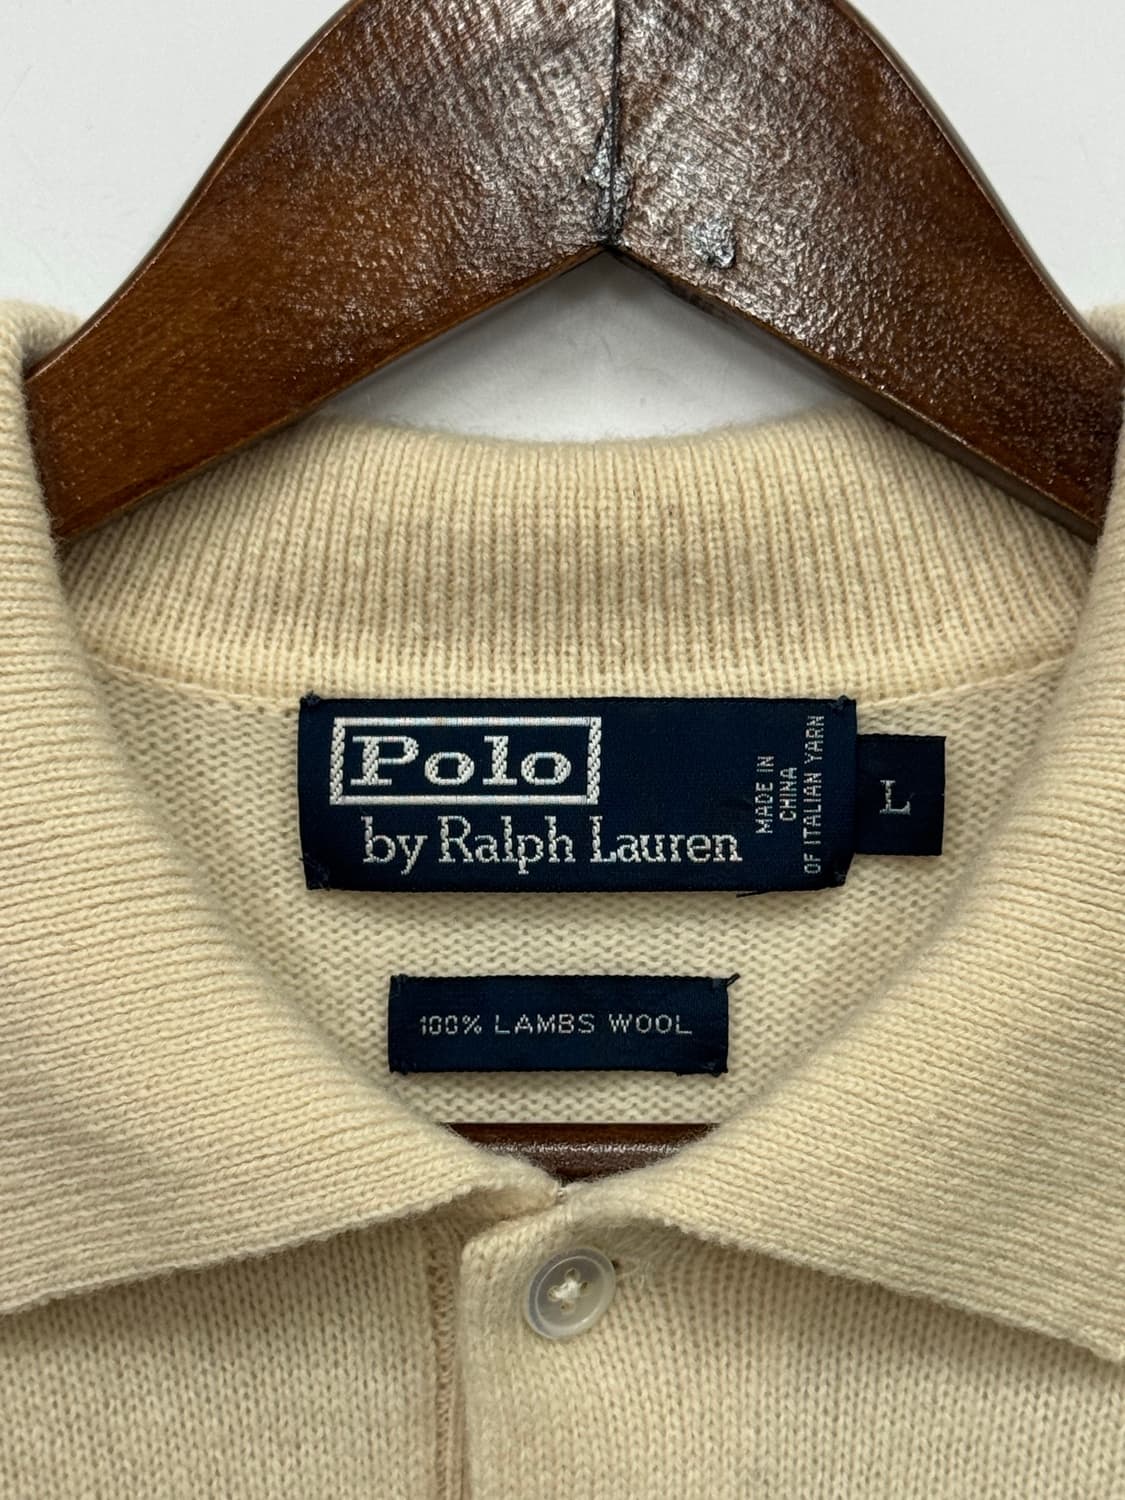 Polo
by Ralph Lauren
MADE IN
CHINA
OF ITALIAN YARN
L
100% LAMBS WOOL